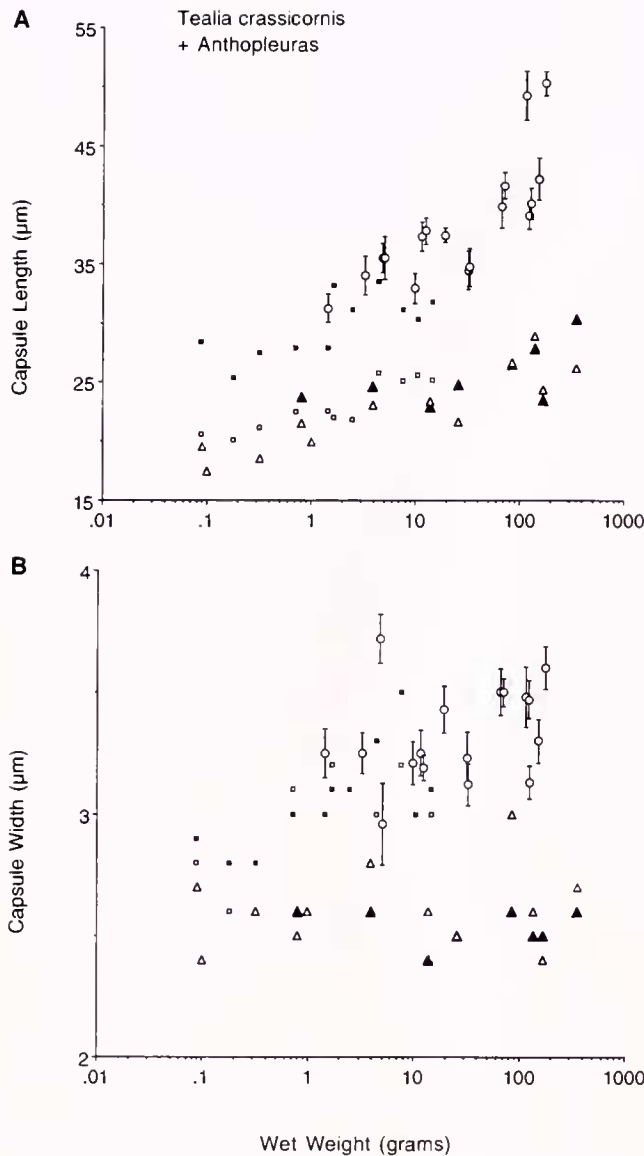 A
Tealia crassicornis
+ Anthopleuras
55
45
35
25
15
Capsule Length (µm)
.01
.1
1
10
100
1000
B
4
3
2
Capsule Width (µm)
.01
.1
1
10
100
1000
Wet Weight (grams)